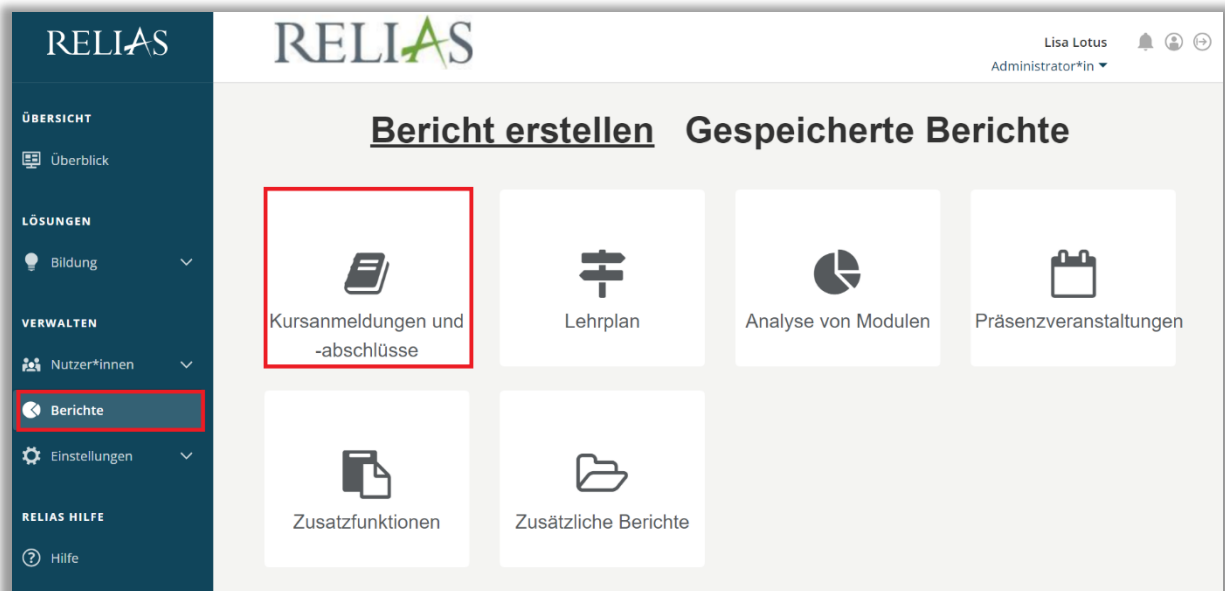 RELIAS
RELIAS
Lisa Lotus
Administrator*in
ÜBERSICHT
Überblick
LÖSUNGEN
Bildung
VERWALTEN
Nutzer*innen
Berichte
Einstellungen
RELIAS HILFE
Hilfe
Bericht erstellen Gespeicherte Berichte
Kursanmeldungen und
-abschlüsse
Lehrplan
Analyse von Modulen
Präsenzveranstaltungen
Zusatzfunktionen
Zusätzliche Berichte